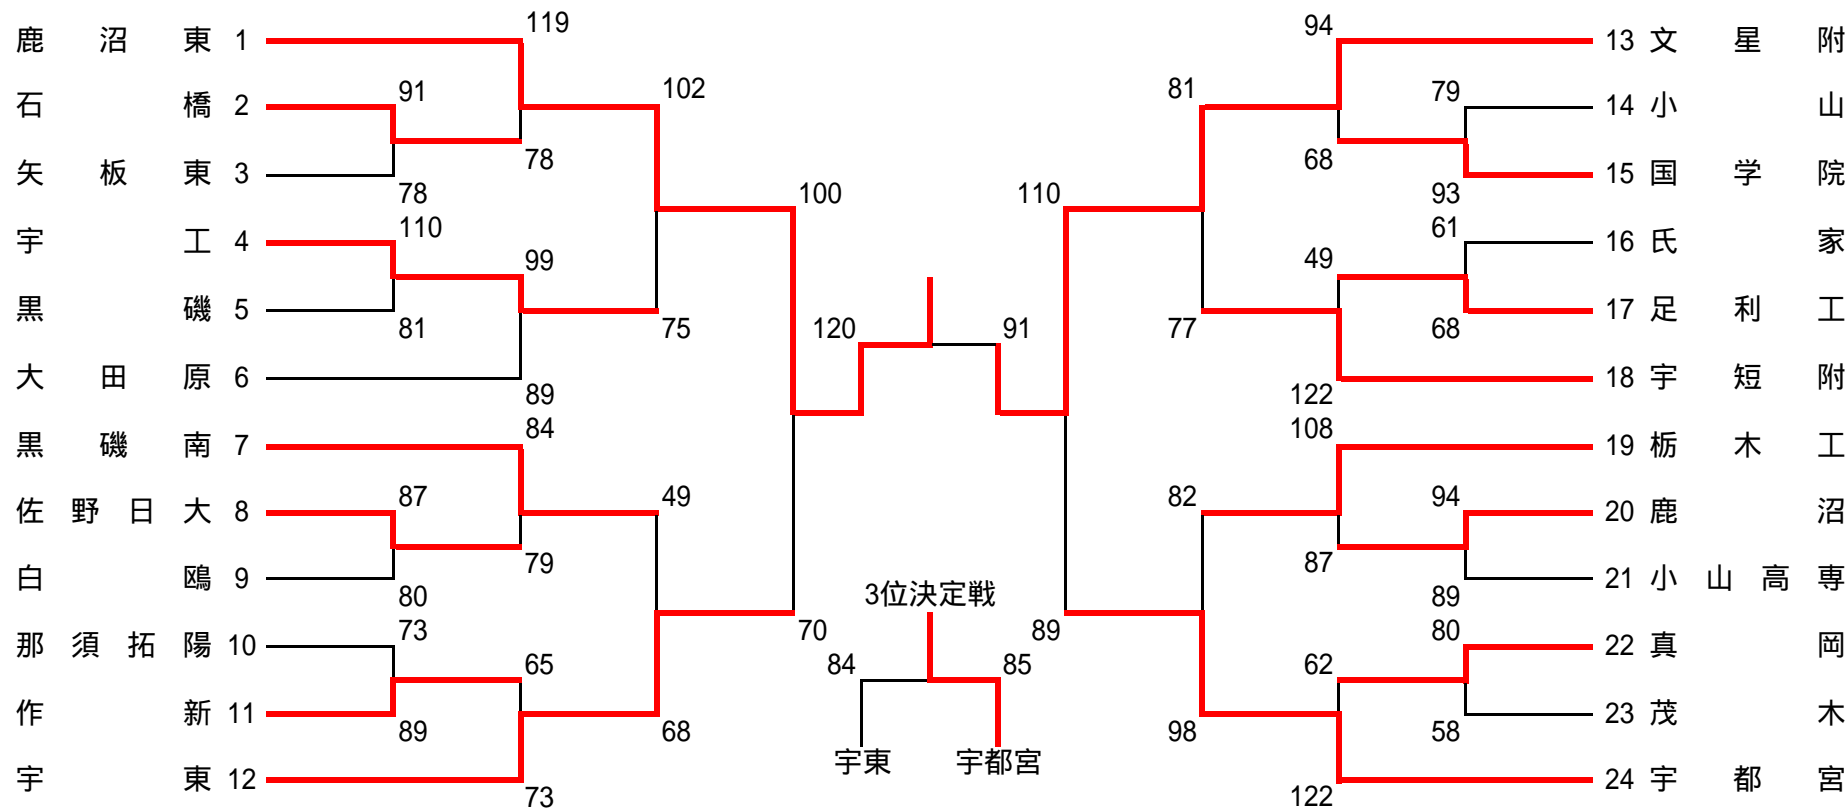 鹿沼東 1
石橋 2
矢板東 3
宇工 4
黒磯 5
大田原 6
黒磯南 7
佐野日大 8
白鴎 9
那須拓陽 10
作新 11
宇東 12
119
91
78
78
110
99
81
89
102
75
84
87
79
80
73
65
89
73
49
68
100
70
120
91
3位決定戦
84
85
宇東
宇都宮
110
89
81
77
82
98
94
68
49
122
108
87
62
122
79
93
61
68
94
89
80
58
13 文星附
14 小山
15 国学院
16 氏家
17 足利工
18 宇短附
19 栃木工
20 鹿沼
21 小山高専
22 真岡
23 茂木
24 宇都宮